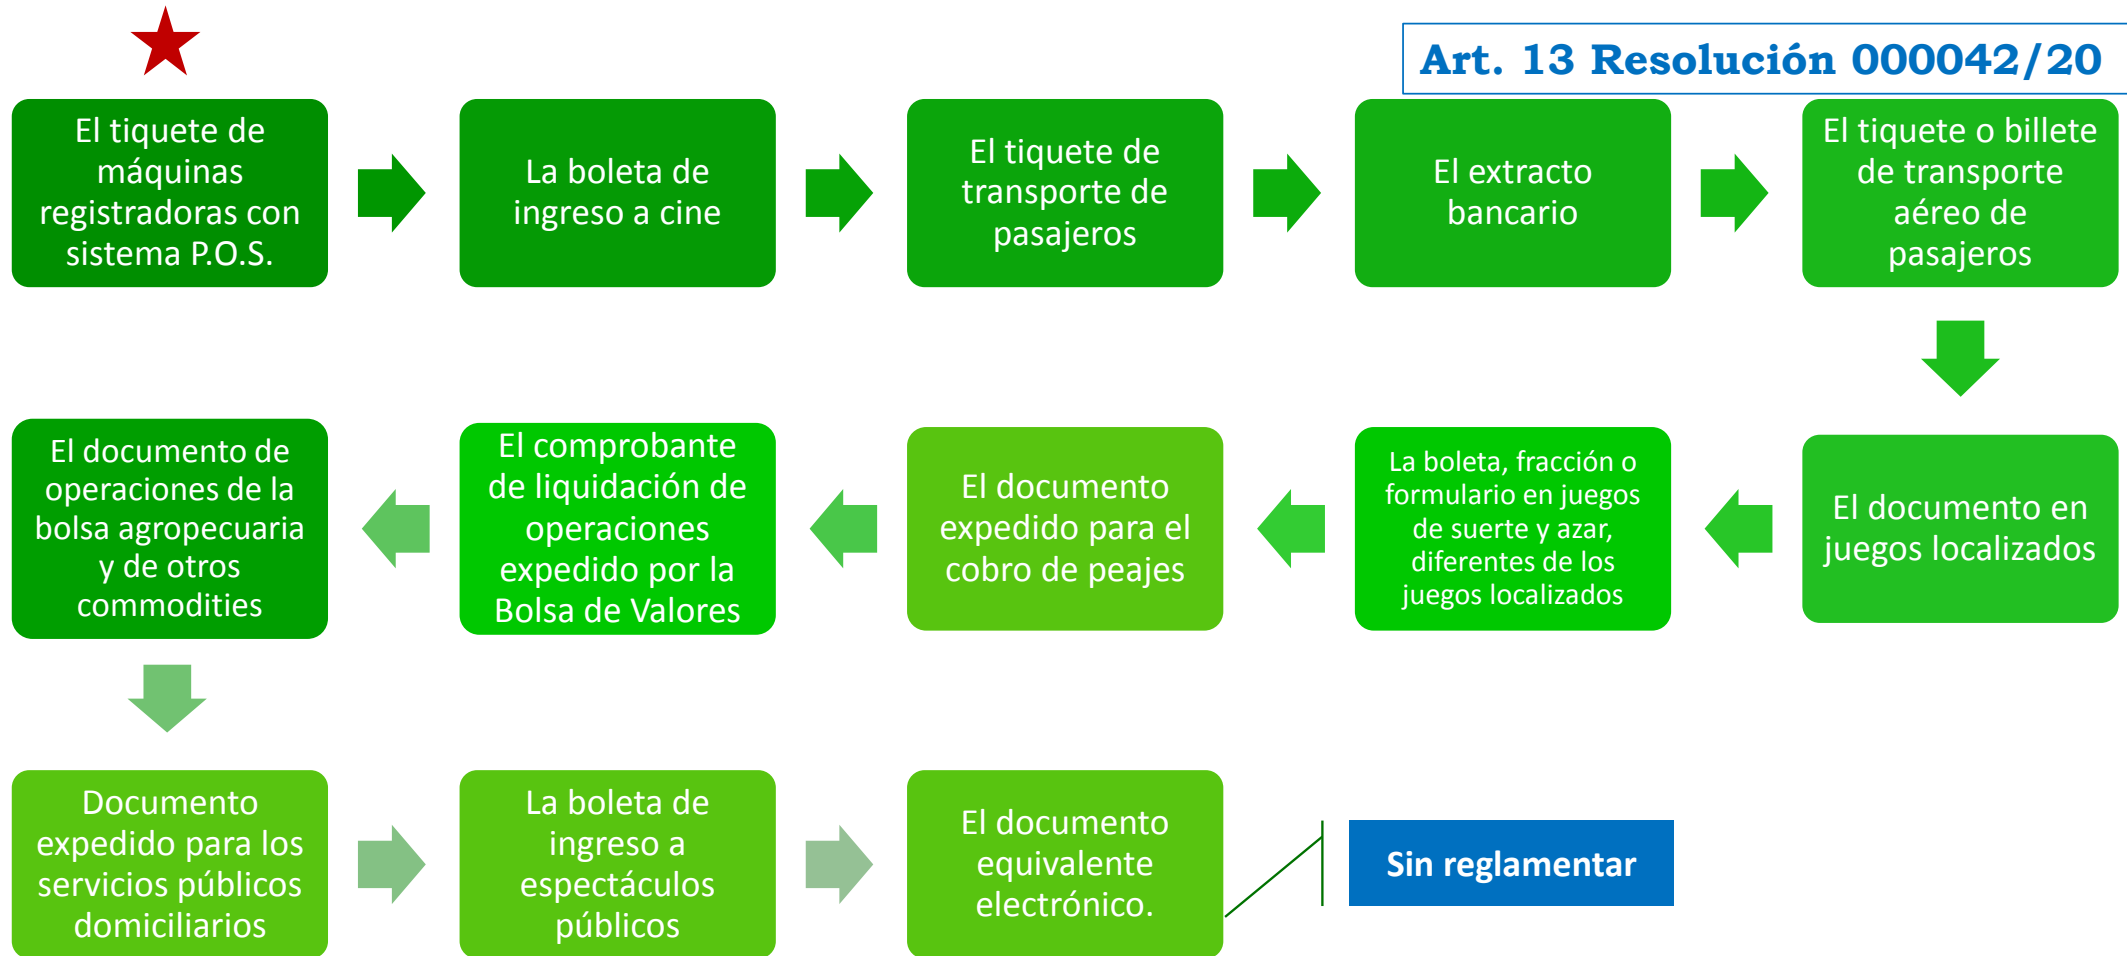 Art. 13 Resolución 000042/20
El tiquete de
máquinas
registradoras con
sistema P.O.S.
La boleta de
ingreso a cine
El tiquete de
transporte de
pasajeros
El extracto
bancario
El tiquete o billete
de transporte
aéreo de
pasajeros
El documento en
juegos localizados
La boleta, fracción o
formulario en juegos
de suerte y azar,
diferentes de los
juegos localizados
El documento
expedido para el
cobro de peajes
El comprobante
de liquidación de
operaciones
expedido por la
Bolsa de Valores
El documento de
operaciones de la
bolsa agropecuaria
y de otros
commodities
Documento
expedido para los
servicios públicos
domiciliarios
La boleta de
ingreso a
espectáculos
públicos
El documento
equivalente
electrónico.
Sin reglamentar